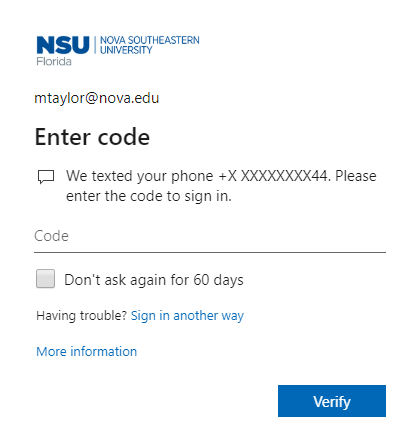 NSU NOVA SOUTHEASTERN
UNIVERSITY
Florida
mtaylor@nova.edu
Enter code
We texted your phone +X XXXXXXXX44. Please
enter the code to sign in.
Code
Don't ask again for 60 days
Having trouble? Sign in another way
More information
Verify